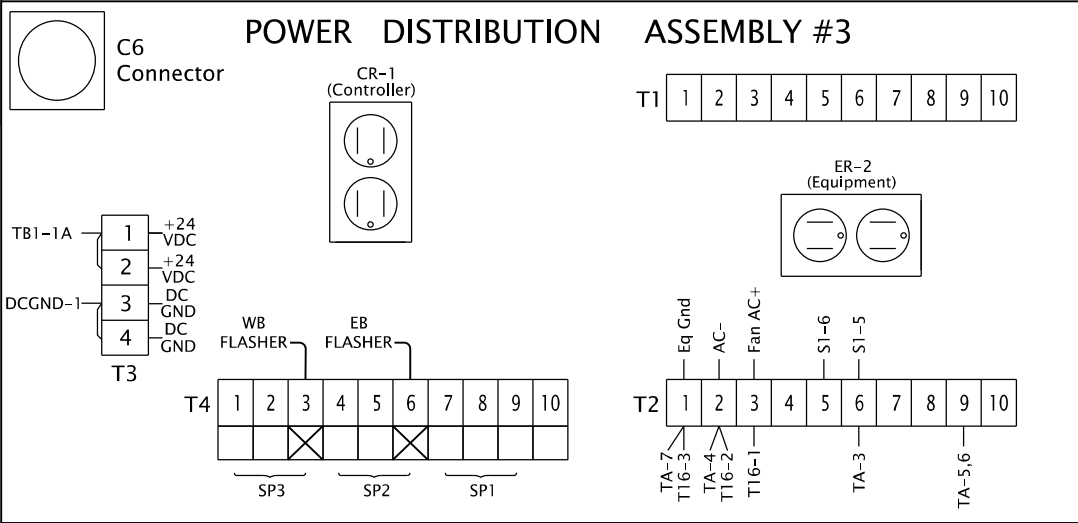 POWER DISTRIBUTION ASSEMBLY #3
C6
Connector
CR-1
(Controller)
T1 1 2 3 4 5 6 7 8 9 10
ER-2
(Equipment)
TB1-1A 1 +24 VDC
2 +24 VDC
DCGND-1 3 DC GND
4 DC GND
T3
WB
FLASHER
EB
FLASHER
T4 1 2 3 4 5 6 7 8 9 10
SP3 SP2 SP1
Eq Gnd
AC-
Fan AC+
S1-6
S1-5
T2 1 2 3 4 5 6 7 8 9 10
TA-7
T16-3
TA-4
T16-2
T16-1
TA-3
TA-5,6